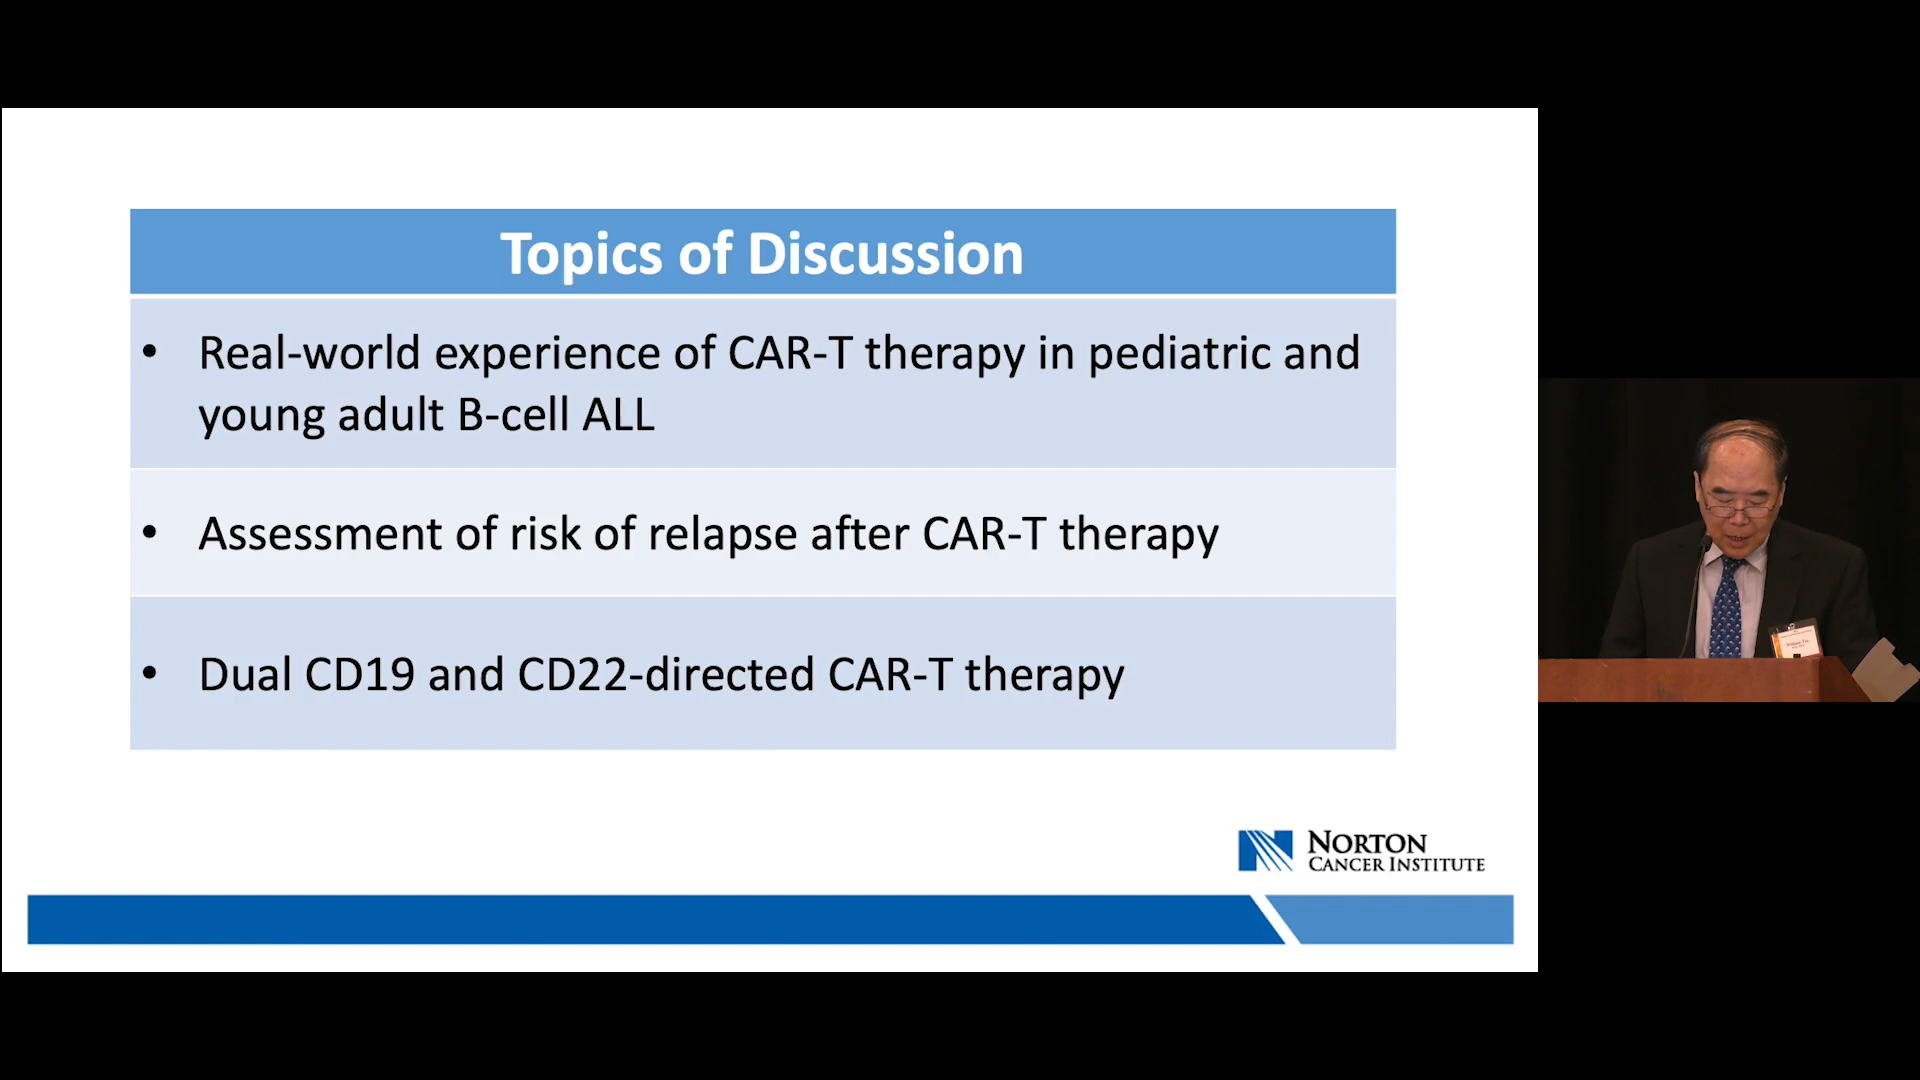 Topics of Discussion
• Real-world experience of CAR-T therapy in pediatric and
young adult B-cell ALL
• Assessment of risk of relapse after CAR-T therapy
• Dual CD19 and CD22-directed CAR-T therapy
NORTON
CANCER INSTITUTE